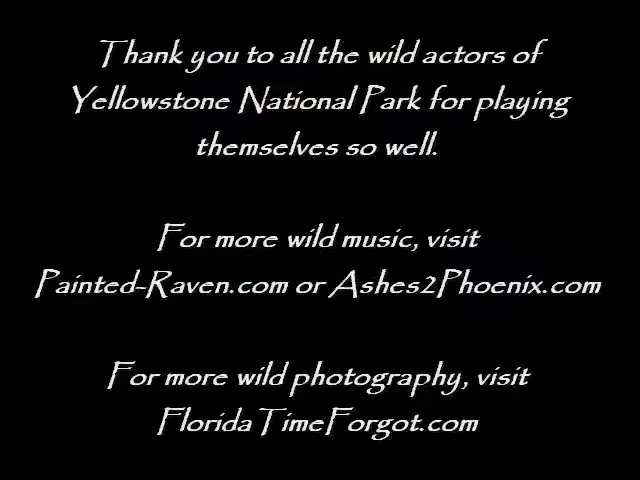 Thank you to all the wild actors of
Yellowstone National Park for playing
themselves so well.
For more wild music, visit
Painted-Raven.com or Ashes2Phoenix.com
For more wild photography, visit
FloridaTimeForgot.com